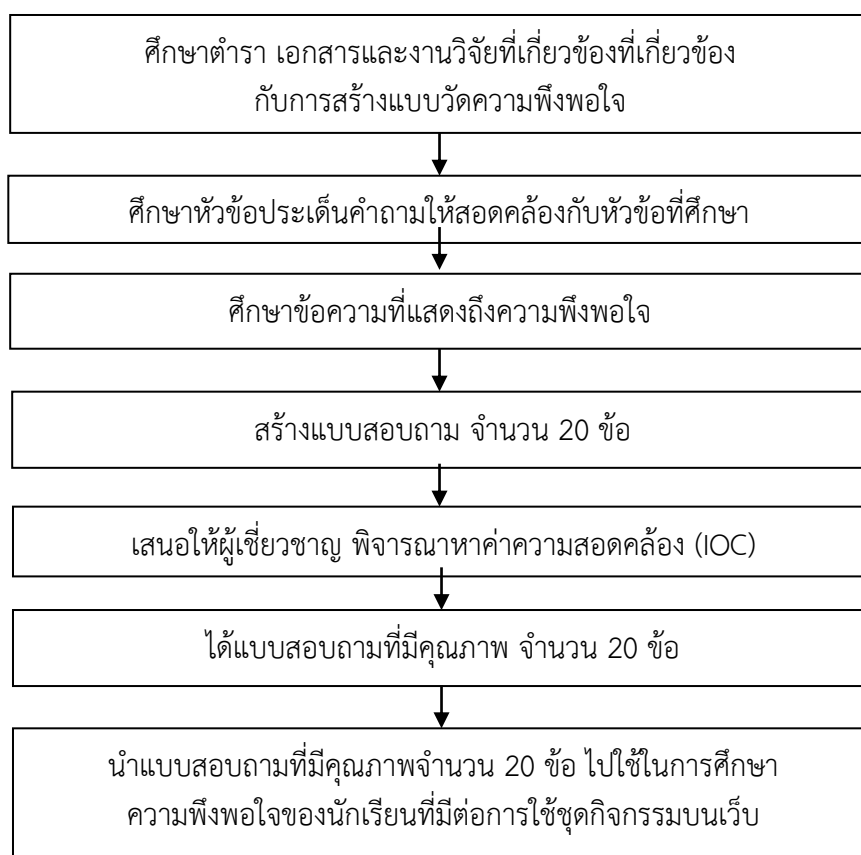 ศึกษาตำรา เอกสารและงานวิจัยที่เกี่ยวข้องที่เกี่ยวข้อง
กับการสร้างแบบวัดความพึงพอใจ
ศึกษาหัวข้อประเด็นคำถามให้สอดคล้องกับหัวข้อที่ศึกษา
ศึกษาข้อความที่แสดงถึงความพึงพอใจ
สร้างแบบสอบถาม จำนวน 20 ข้อ
เสนอให้ผู้เชี่ยวชาญ พิจารณาหาค่าความสอดคล้อง (IOC)
ได้แบบสอบถามที่มีคุณภาพ จำนวน 20 ข้อ
นำแบบสอบถามที่มีคุณภาพจำนวน 20 ข้อ ไปใช้ในการศึกษา
ความพึงพอใจของนักเรียนที่มีต่อการใช้ชุดกิจกรรมบนเว็บ